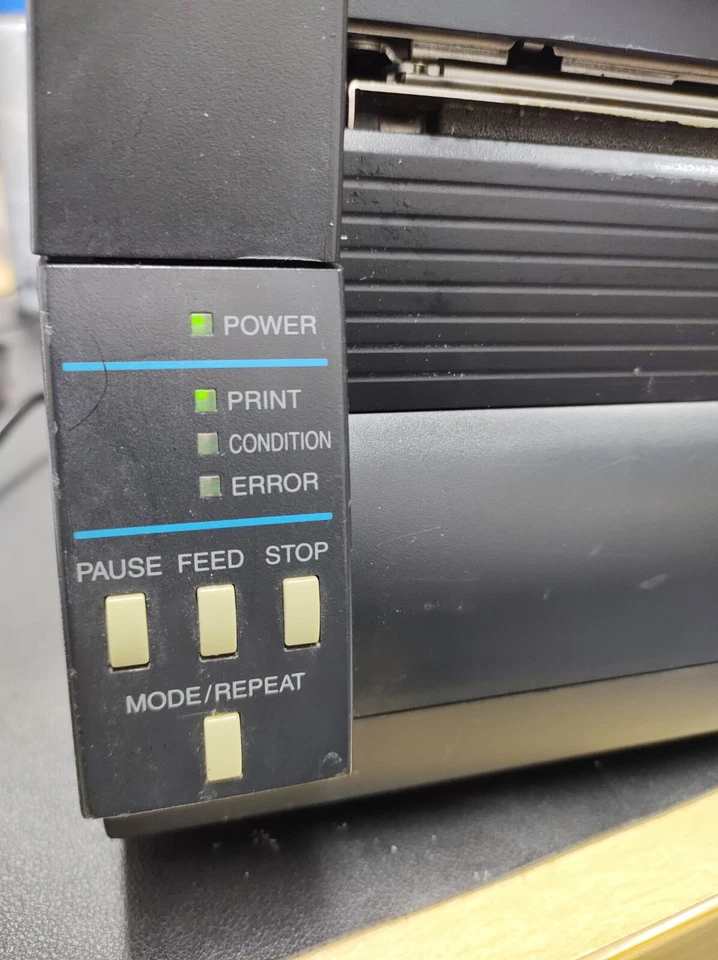 POWER
PRINT
CONDITION
ERROR
PAUSE FEED STOP
MODE/REPEAT